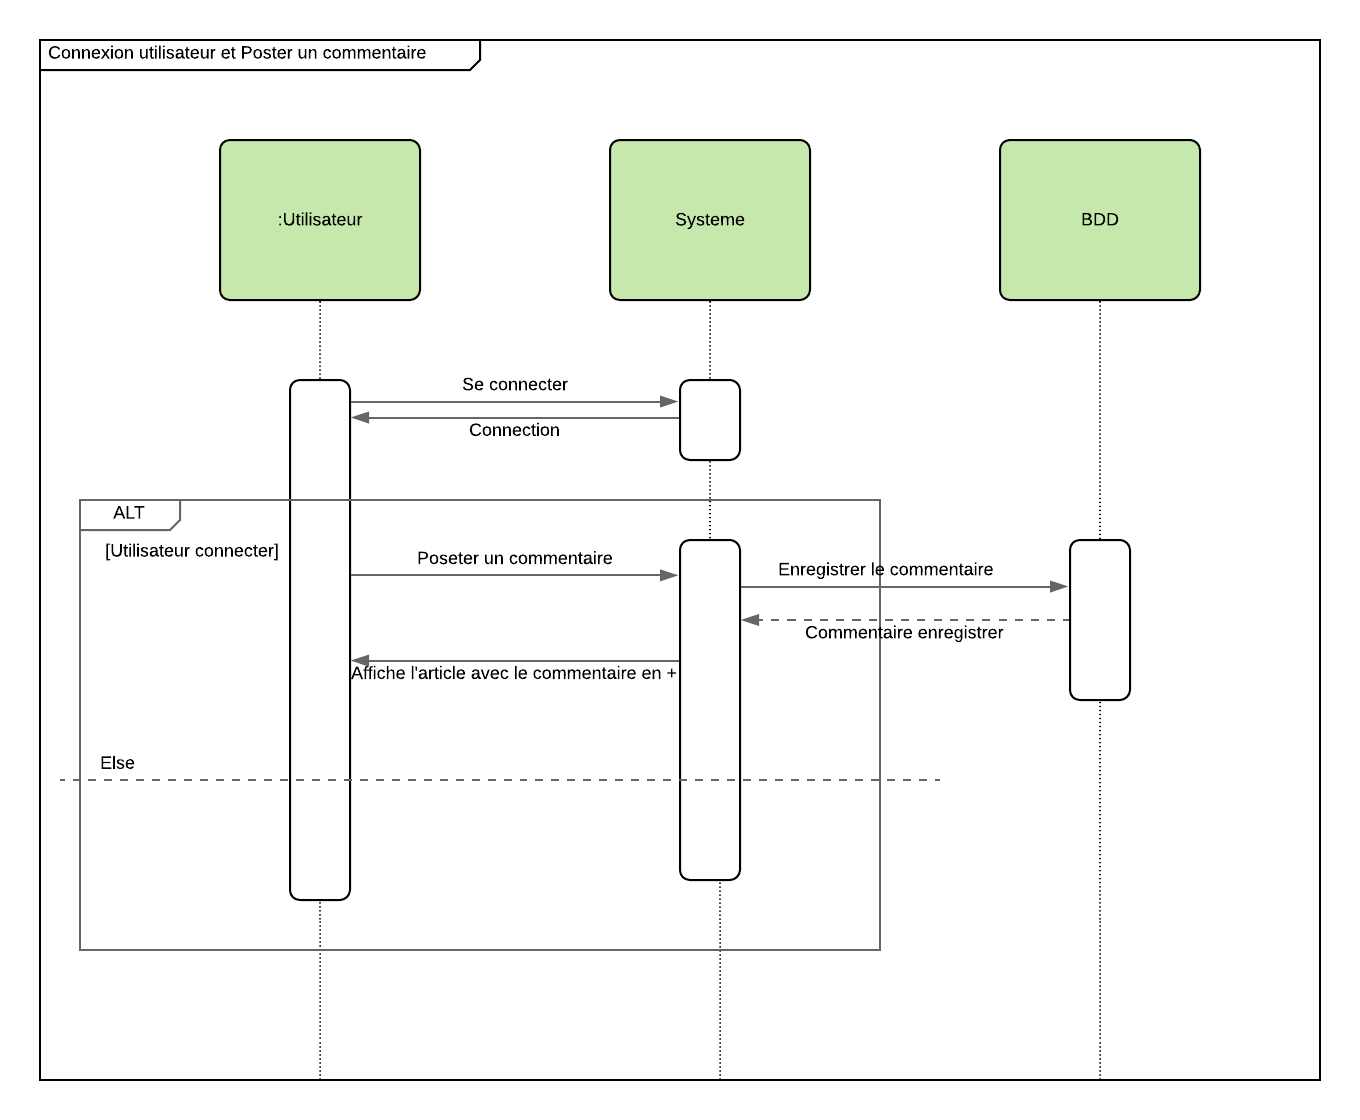 Connexion utilisateur et Poster un commentaire
:Utilisateur
Systeme
BDD
Se connecter
Connection
ALT
[Utilisateur connecter]
Poseter un commentaire
Enregistrer le commentaire
Commentaire enregistrer
Affiche l'article avec le commentaire en +
Else